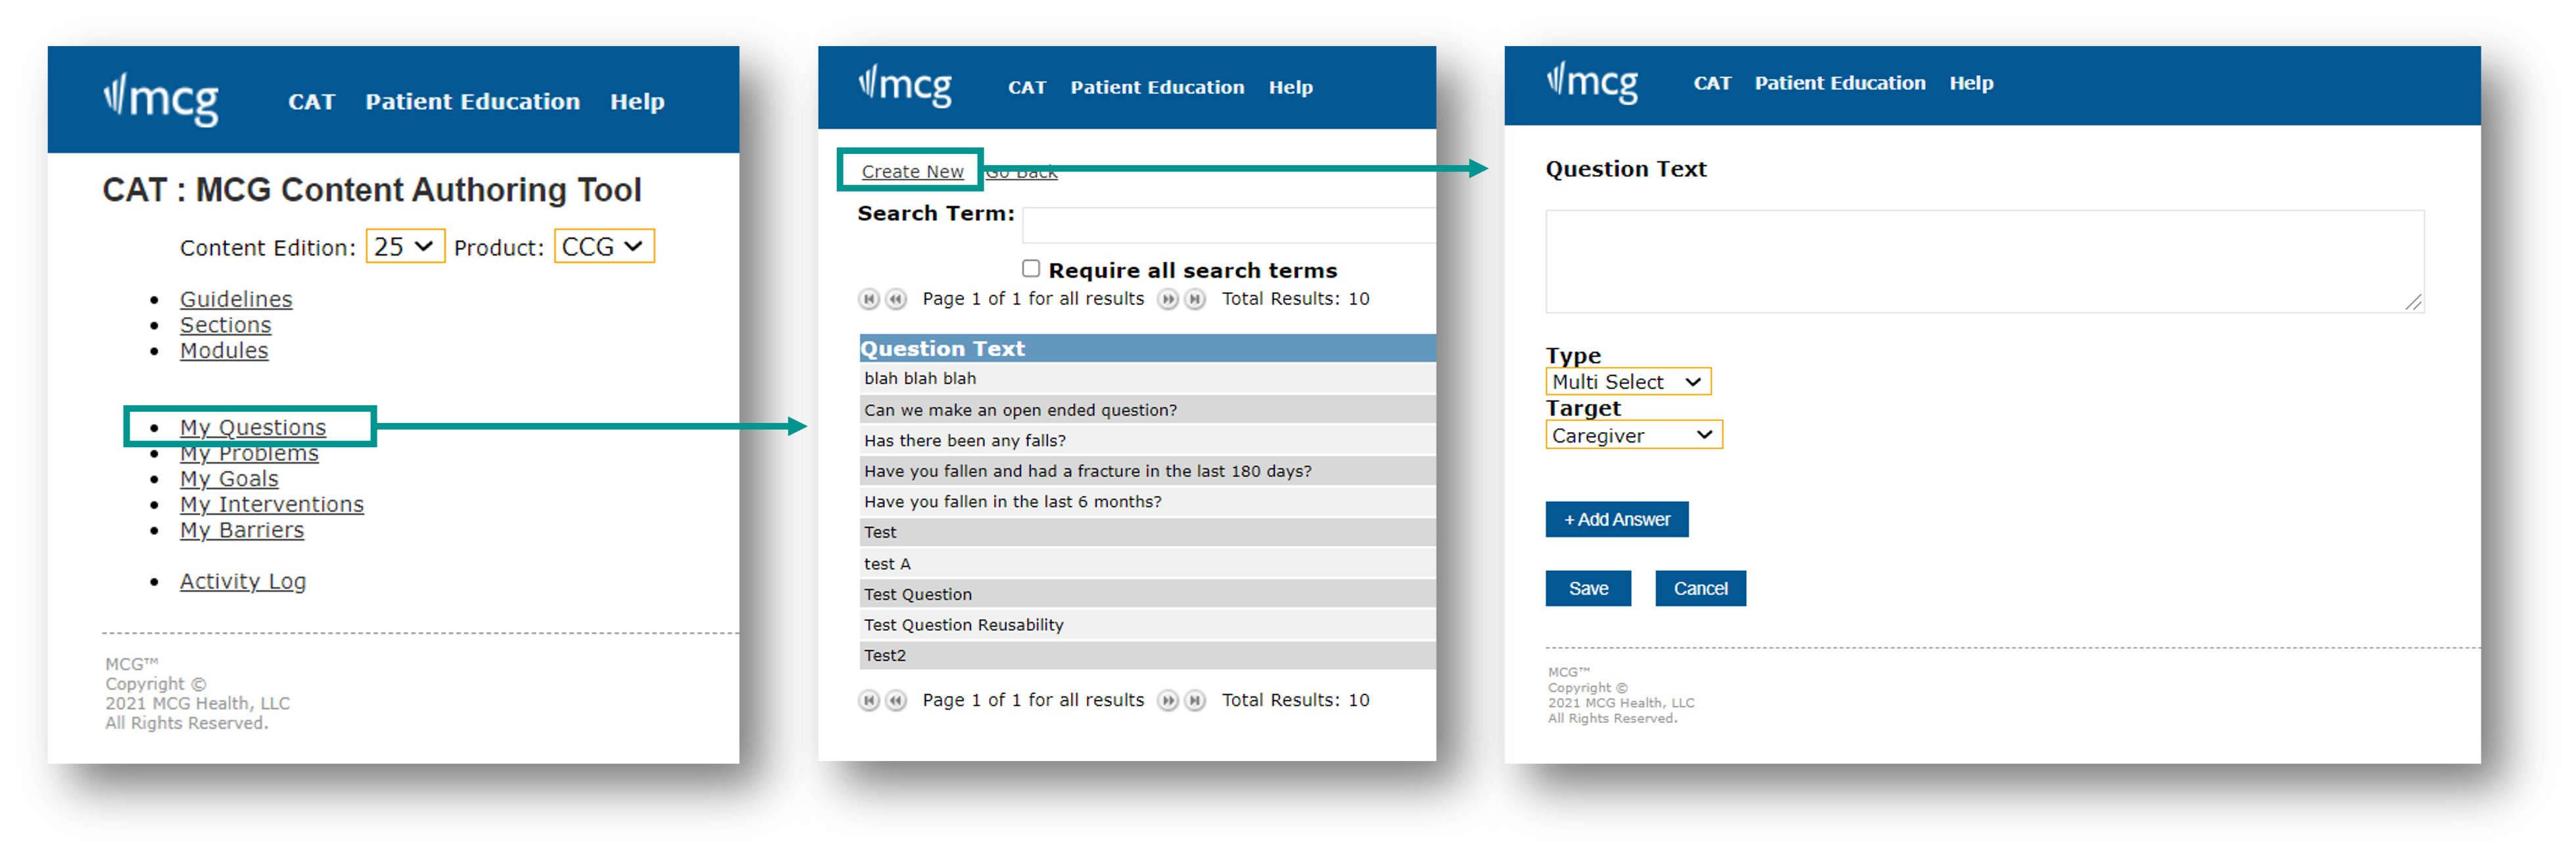 mcg CAT Patient Education Help
CAT : MCG Content Authoring Tool
Content Edition: 25 Product: CCG
• Guidelines
• Sections
• Modules
• My Questions
• My Problems
• My Goals
• My Interventions
• My Barriers
• Activity Log
MCG™
Copyright ©
2021 MCG Health, LLC
All Rights Reserved.
mcg CAT Patient Education Help
Create New Go Back
Search Term:
Require all search terms
Page 1 of 1 for all results Total Results: 10
Question Text
blah blah blah
Can we make an open ended question?
Has there been any falls?
Have you fallen and had a fracture in the last 180 days?
Have you fallen in the last 6 months?
Test
test A
Test Question
Test Question Reusability
Test2
Page 1 of 1 for all results Total Results: 10
mcg CAT Patient Education Help
Question Text
Type
Multi Select
Target
Caregiver
+ Add Answer
Save Cancel
MCG™
Copyright ©
2021 MCG Health, LLC
All Rights Reserved.